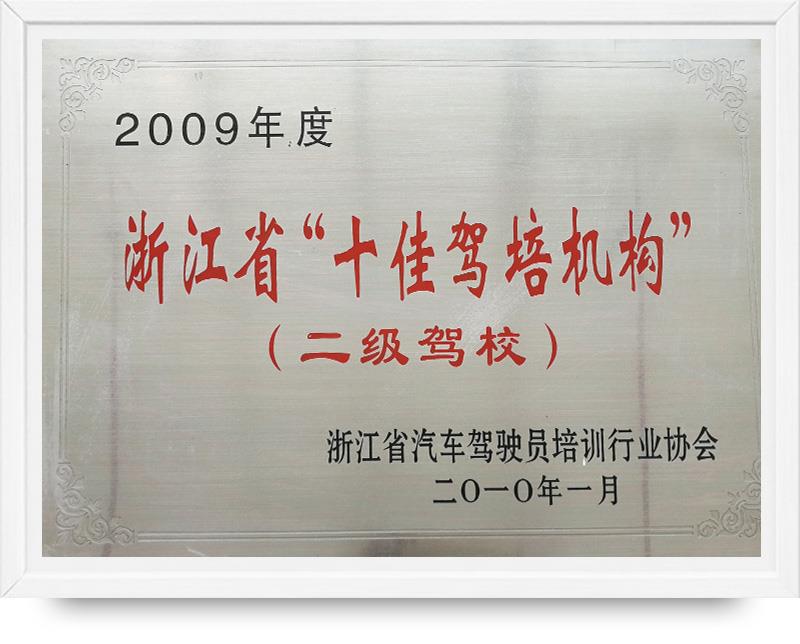 2009年度
浙江省“十佳驾培机构”
（二级驾校）
浙江省汽车驾驶员培训行业协会
二〇一〇年一月